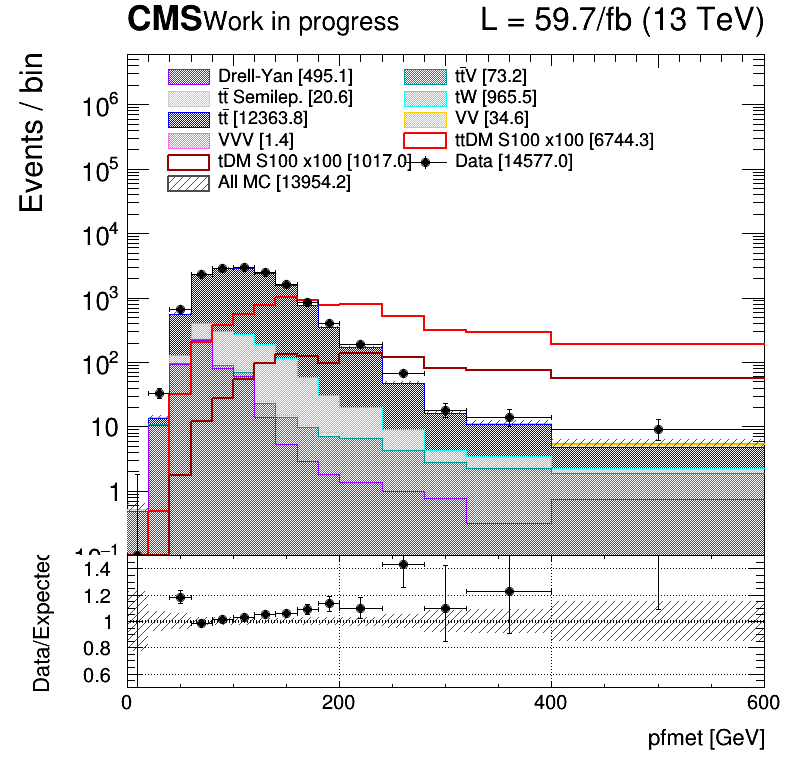 CMS Work in progress L = 59.7/fb (13 TeV)
Events / bin
Drell-Yan [495.1] tt̄V [73.2]
tt̄ Semilep. [20.6] tW [965.5]
tt̄ [12363.8] VV [34.6]
VVV [1.4] ttDM S100 x100 [6744.3]
tDM S100 x100 [1017.0] Data [14577.0]
All MC [13954.2]
10⁶
10⁵
10⁴
10³
10²
10
1
10⁻¹
Data/Expected
1.4
1.2
1
0.8
0.6
0 200 400 600
pfmet [GeV]